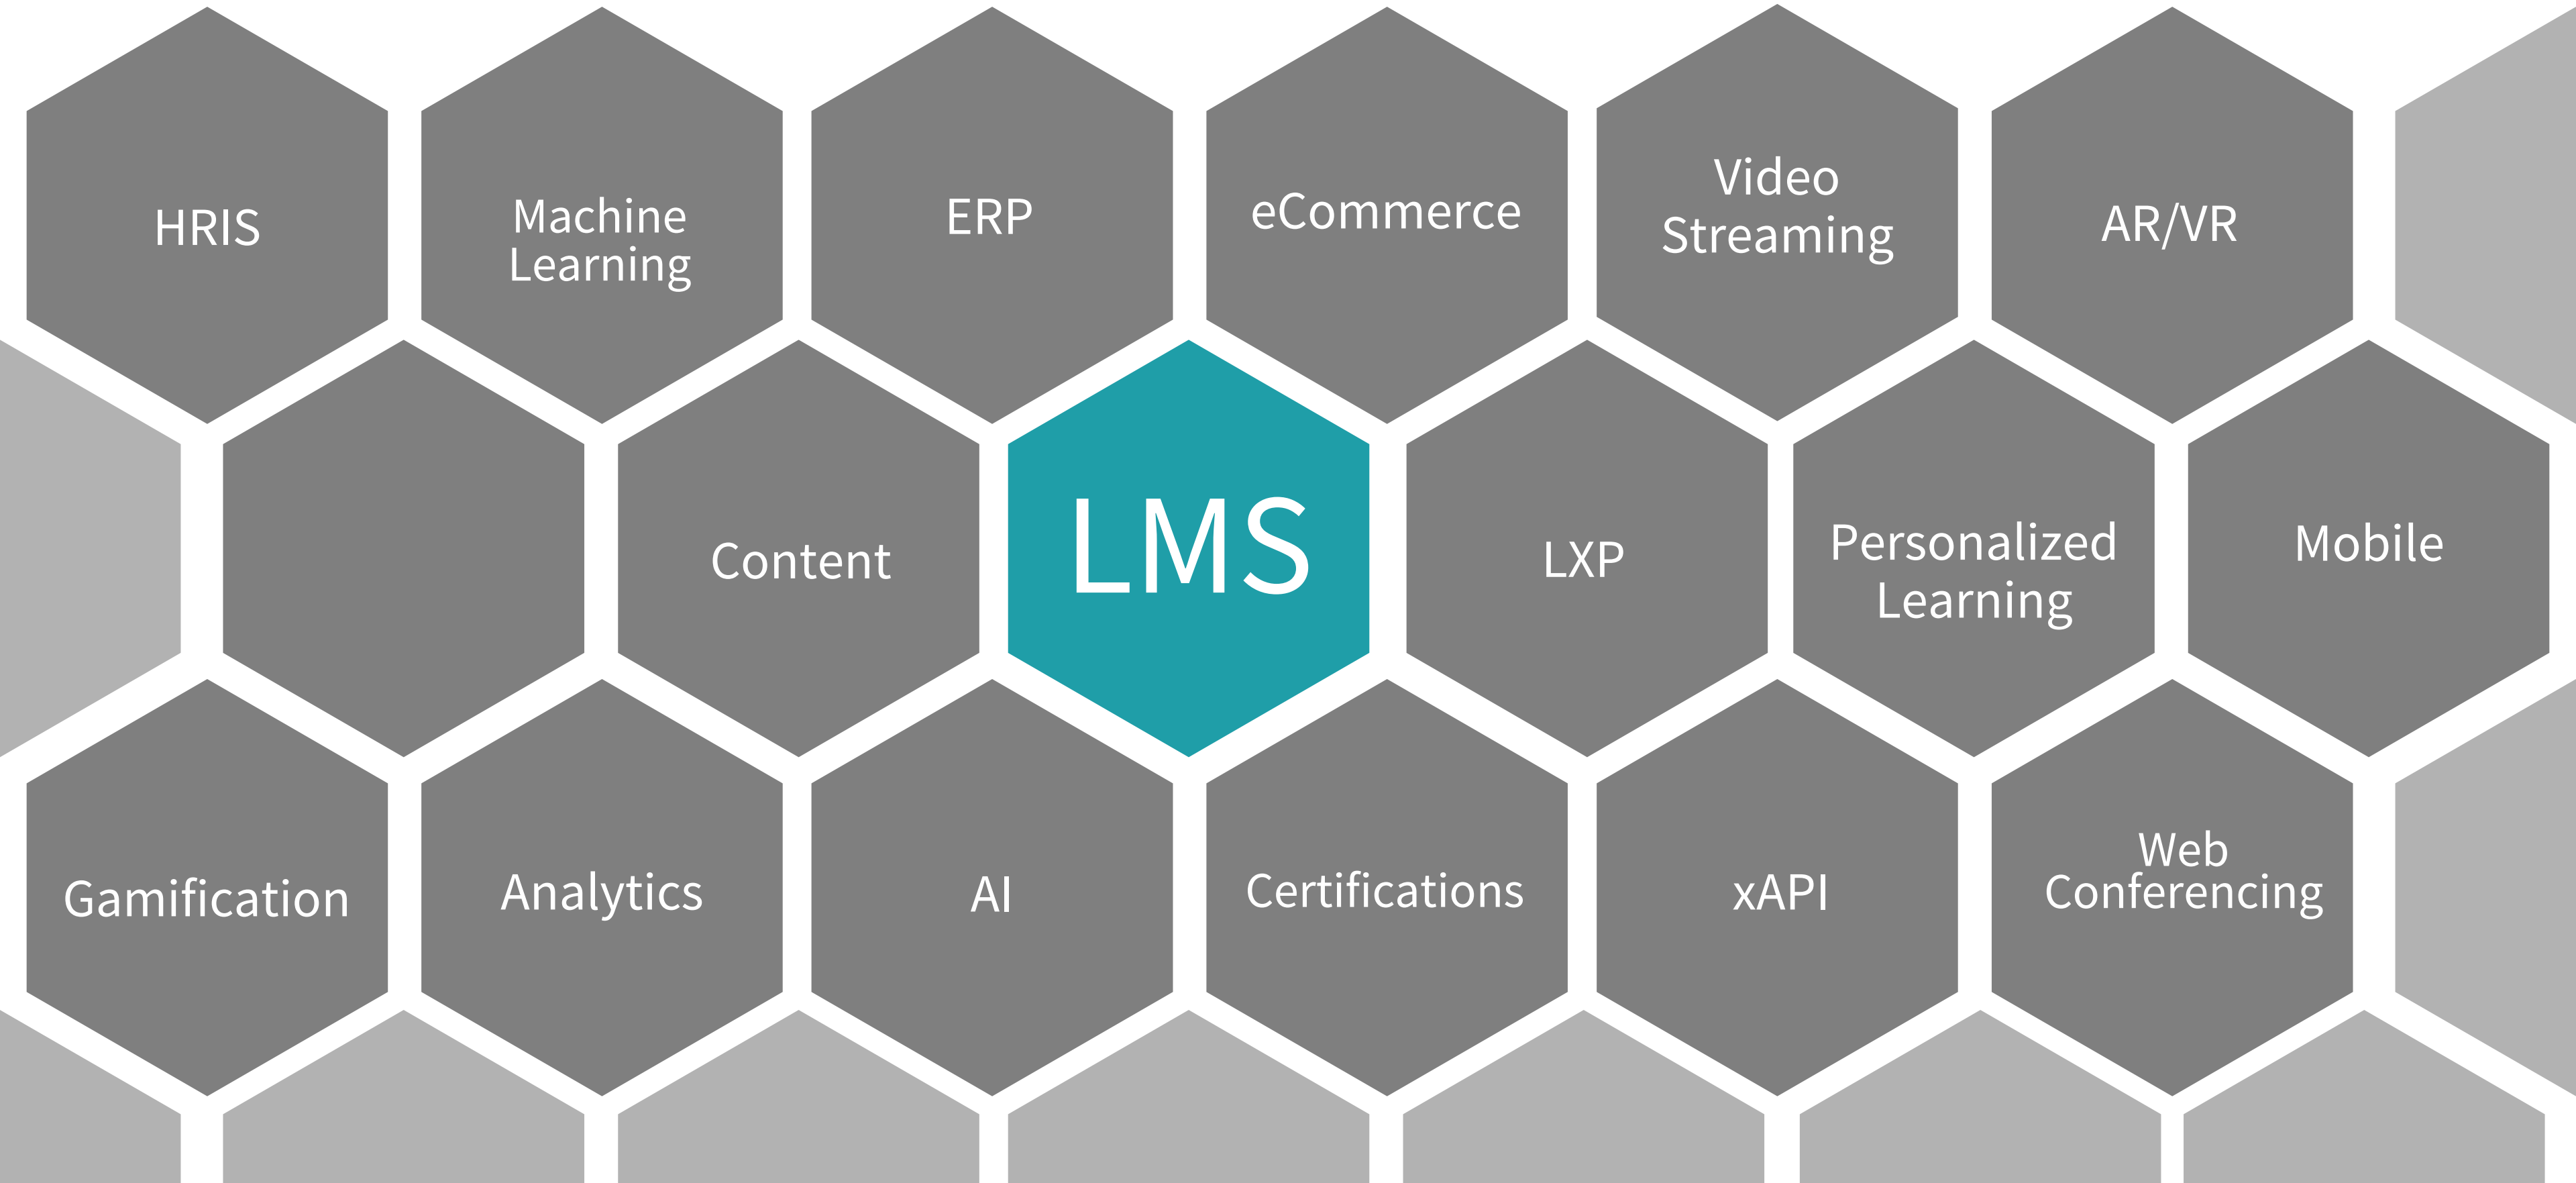 HRIS
Machine
Learning
ERP
eCommerce
Video
Streaming
AR/VR
Content
LMS
LXP
Personalized
Learning
Mobile
Gamification
Analytics
AI
Certifications
xAPI
Web
Conferencing